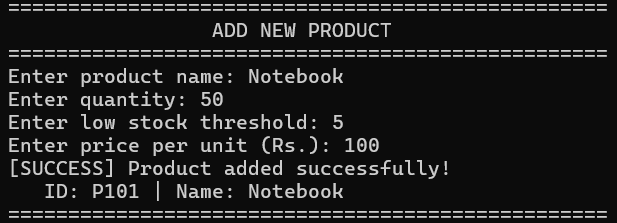 ==================================================
ADD NEW PRODUCT
==================================================
Enter product name: Notebook
Enter quantity: 50
Enter low stock threshold: 5
Enter price per unit (Rs.): 100
[SUCCESS] Product added successfully!
ID: P101 | Name: Notebook
==================================================